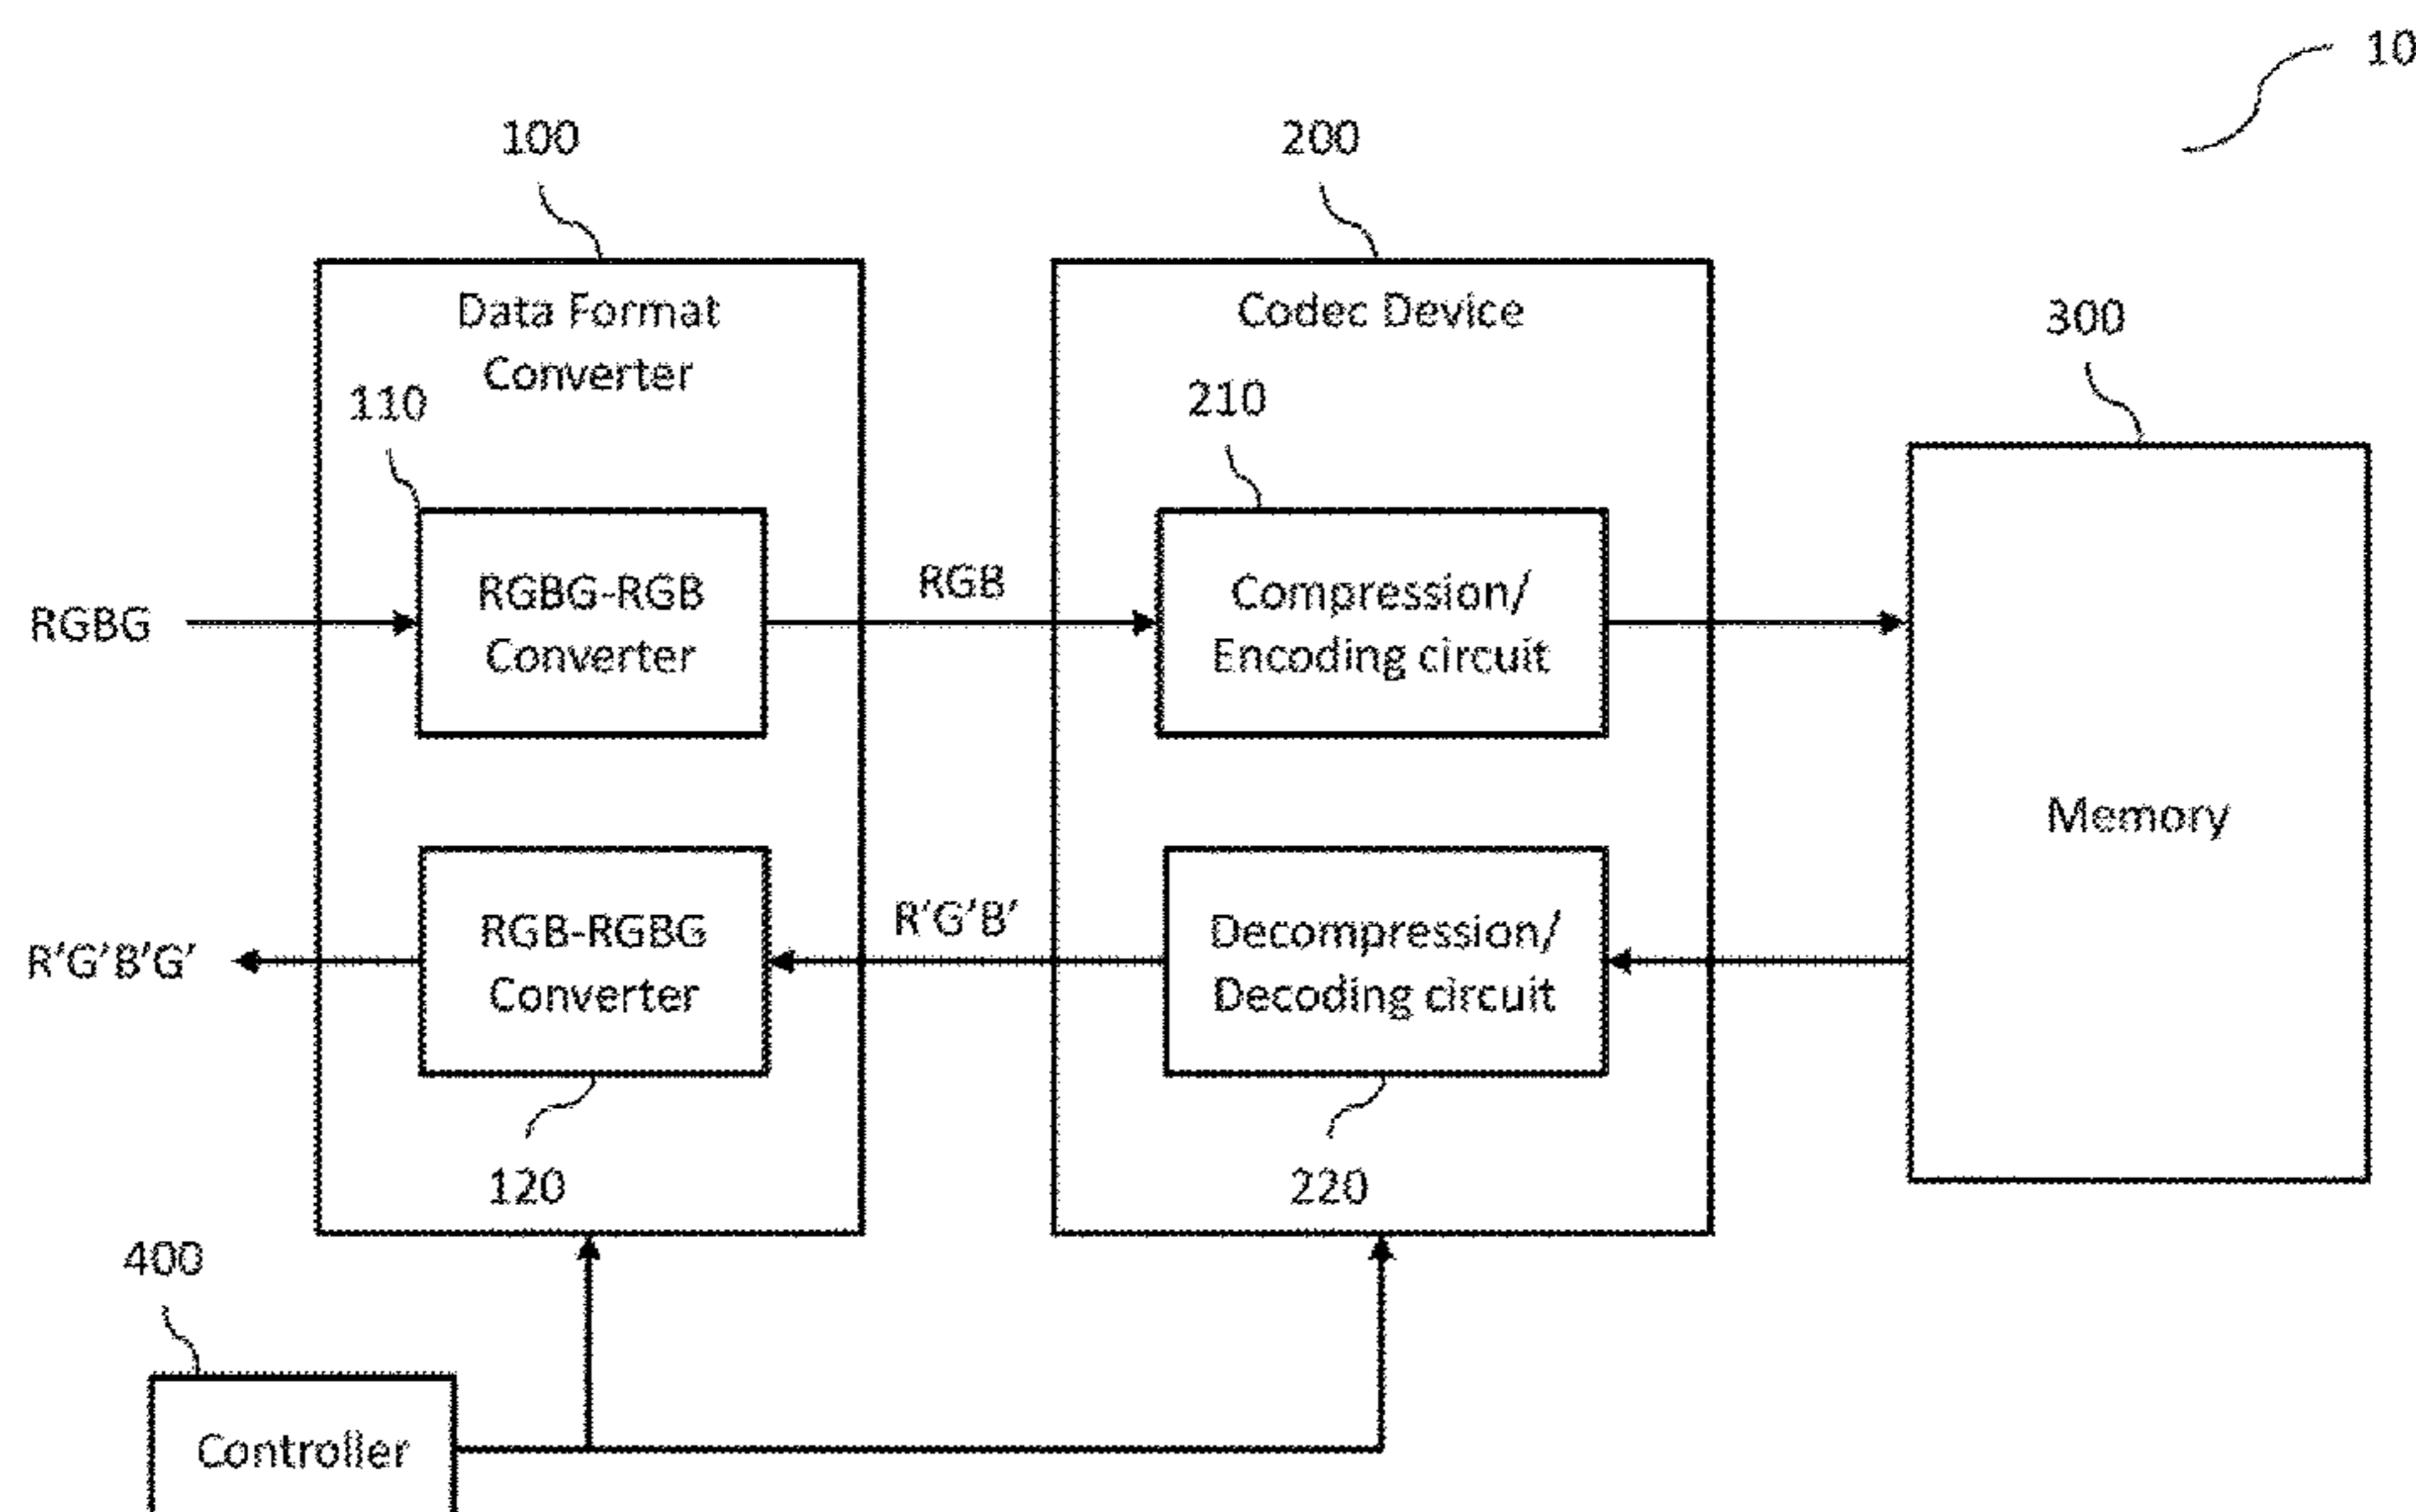 10
100
200
Data Format
Converter
Codec Device
300
110
210
RGBG
RGBG-RGB
Converter
RGB
Compression/
Encoding circuit
Memory
R'G'B'G'
RGB-RGBG
Converter
R'G'B'
Decompression/
Decoding circuit
120
220
400
Controller